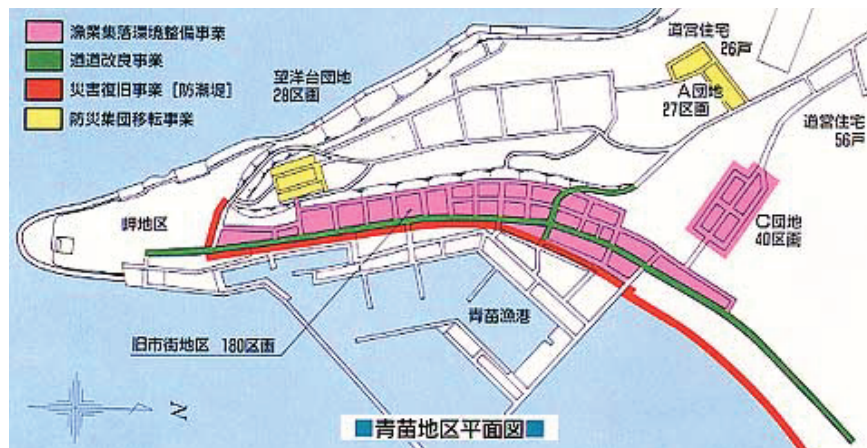 漁業集落環境整備事業
道道改良事業
災害復旧事業 [防潮堤]
防災集団移転事業
望洋台団地
28区画
道営住宅
26戸
A団地
27区画
道営住宅
56戸
岬地区
C団地
40区画
青苗漁港
旧市街地区 180区画
N
■青苗地区平面図■